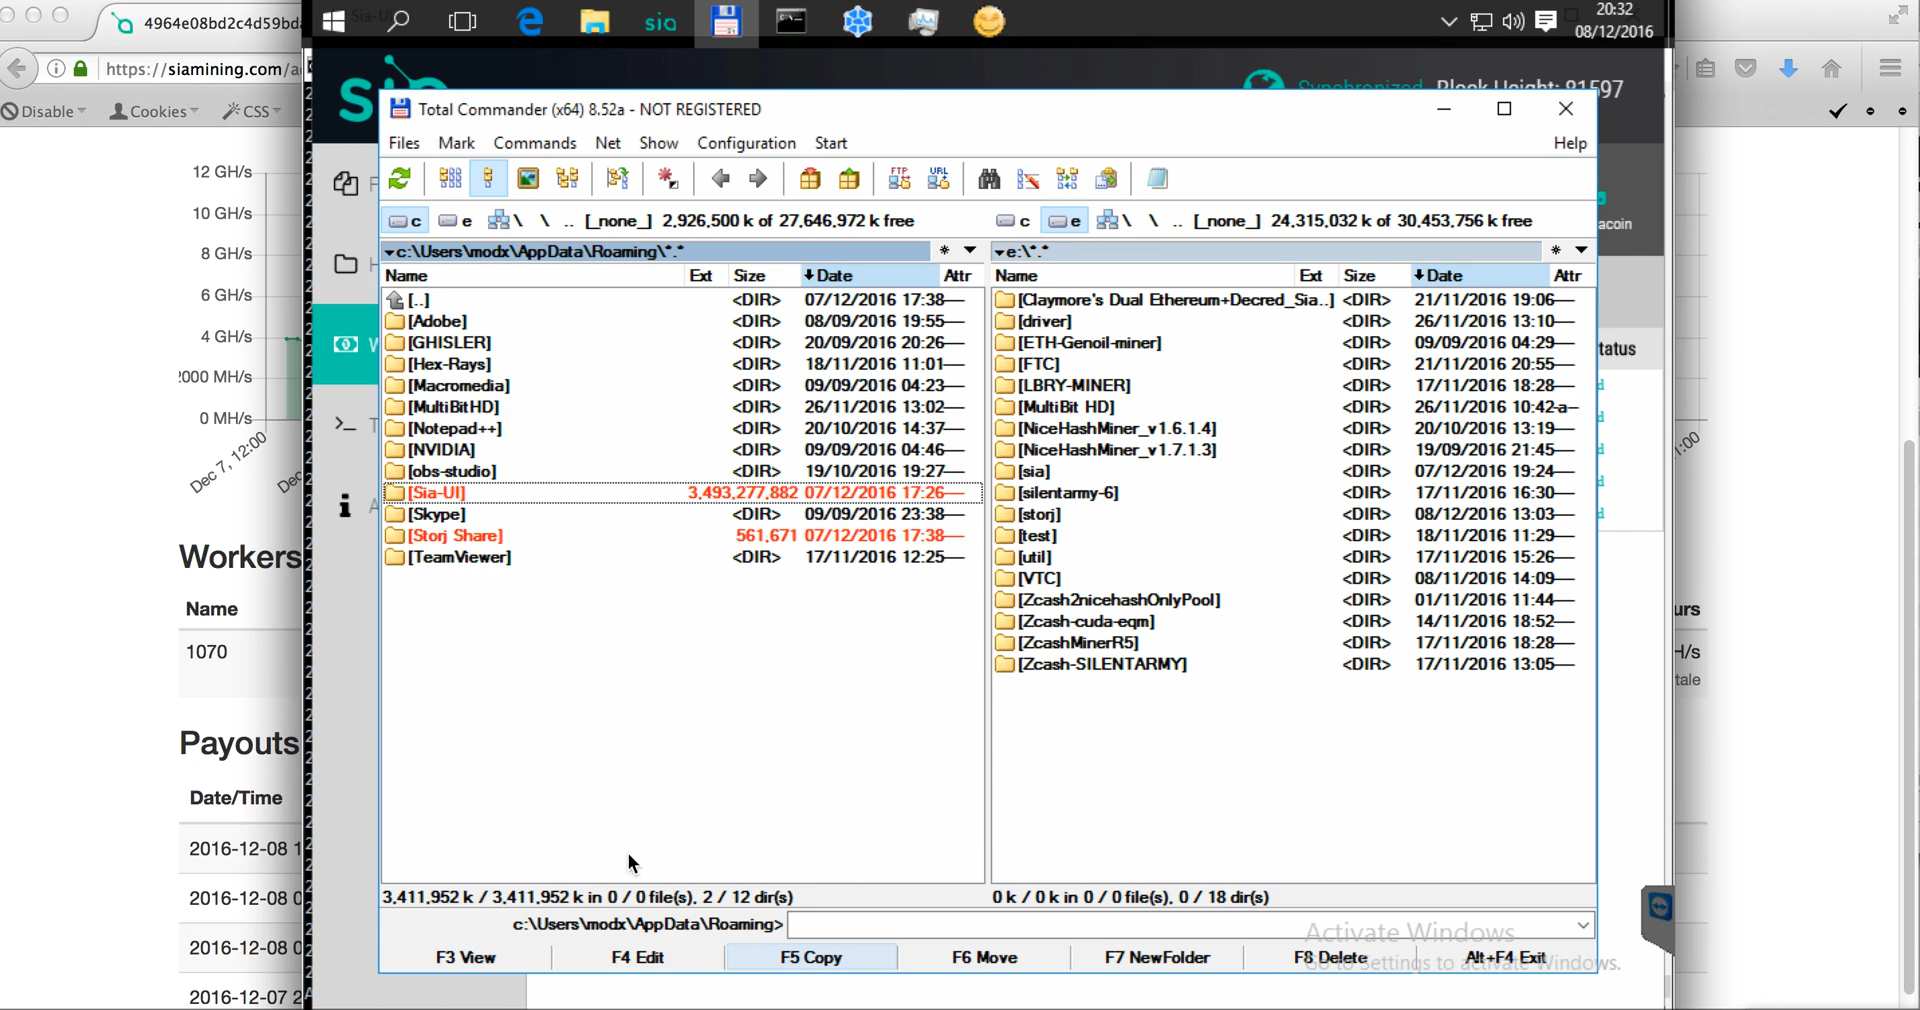 4964e08bd2c4d59bd
https://siamining.com/a
Disable
Cookies
CSS
20:32
08/12/2016
Synchronized Block Height: 81597
Total Commander (x64) 8.52a - NOT REGISTERED
Files Mark Commands Net Show Configuration Start Help
c e \ \ .. [_none_] 2,926,500 k of 27,646,972 k free
c e \ \ .. [_none_] 24,315,032 k of 30,453,756 k free
c:\Users\modx\AppData\Roaming\*.* * 
e:\*.* *
Name Ext Size Date Attr
[..] <DIR> 07/12/2016 17:38—
[Adobe] <DIR> 08/09/2016 19:55—
[GHISLER] <DIR> 20/09/2016 20:26—
[Hex-Rays] <DIR> 18/11/2016 11:01—
[Macromedia] <DIR> 09/09/2016 04:23—
[MultiBitHD] <DIR> 26/11/2016 13:02—
[Notepad++] <DIR> 20/10/2016 14:37—
[NVIDIA] <DIR> 09/09/2016 04:46—
[obs-studio] <DIR> 19/10/2016 19:27—
[Sia-UI] 3,493,277,882 07/12/2016 17:26—
[Skype] <DIR> 09/09/2016 23:38—
[Storj Share] 561,671 07/12/2016 17:38—
[TeamViewer] <DIR> 17/11/2016 12:25—
Name Ext Size Date Attr
[Claymore's Dual Ethereum+Decred_Sia..] <DIR> 21/11/2016 19:06—
[driver] <DIR> 26/11/2016 13:10—
[ETH-Genoil-miner] <DIR> 09/09/2016 04:29—
[FTC] <DIR> 21/11/2016 20:55—
[LBRY-MINER] <DIR> 17/11/2016 18:28—
[MultiBit HD] <DIR> 26/11/2016 10:42-a–
[NiceHashMiner_v1.6.1.4] <DIR> 20/10/2016 13:19—
[NiceHashMiner_v1.7.1.3] <DIR> 19/09/2016 21:45—
[sia] <DIR> 07/12/2016 19:24—
[silentarmy-6] <DIR> 17/11/2016 16:30—
[storj] <DIR> 08/12/2016 13:03—
[test] <DIR> 18/11/2016 11:29—
[util] <DIR> 17/11/2016 15:26—
[VTC] <DIR> 08/11/2016 14:09—
[Zcash2nicehashOnlyPool] <DIR> 01/11/2016 11:44—
[Zcash-cuda-eqm] <DIR> 14/11/2016 18:52—
[ZcashMinerR5] <DIR> 17/11/2016 18:28—
[Zcash-SILENTARMY] <DIR> 17/11/2016 13:05—
3,411,952 k / 3,411,952 k in 0 / 0 file(s), 2 / 12 dir(s)
0 k / 0 k in 0 / 0 file(s), 0 / 18 dir(s)
c:\Users\modx\AppData\Roaming>
F3 View F4 Edit F5 Copy F6 Move F7 NewFolder F8 Delete Alt+F4 Exit
Activate Windows
Go to Settings to activate Windows.
12 GH/s
10 GH/s
8 GH/s
6 GH/s
4 GH/s
2000 MH/s
0 MH/s
Dec 7, 12:00
Workers
Name
1070
Payouts
Date/Time
2016-12-08 1
2016-12-08 0
2016-12-08 0
2016-12-07 2
sia
acoin
tatus
:00
urs
H/s
tale